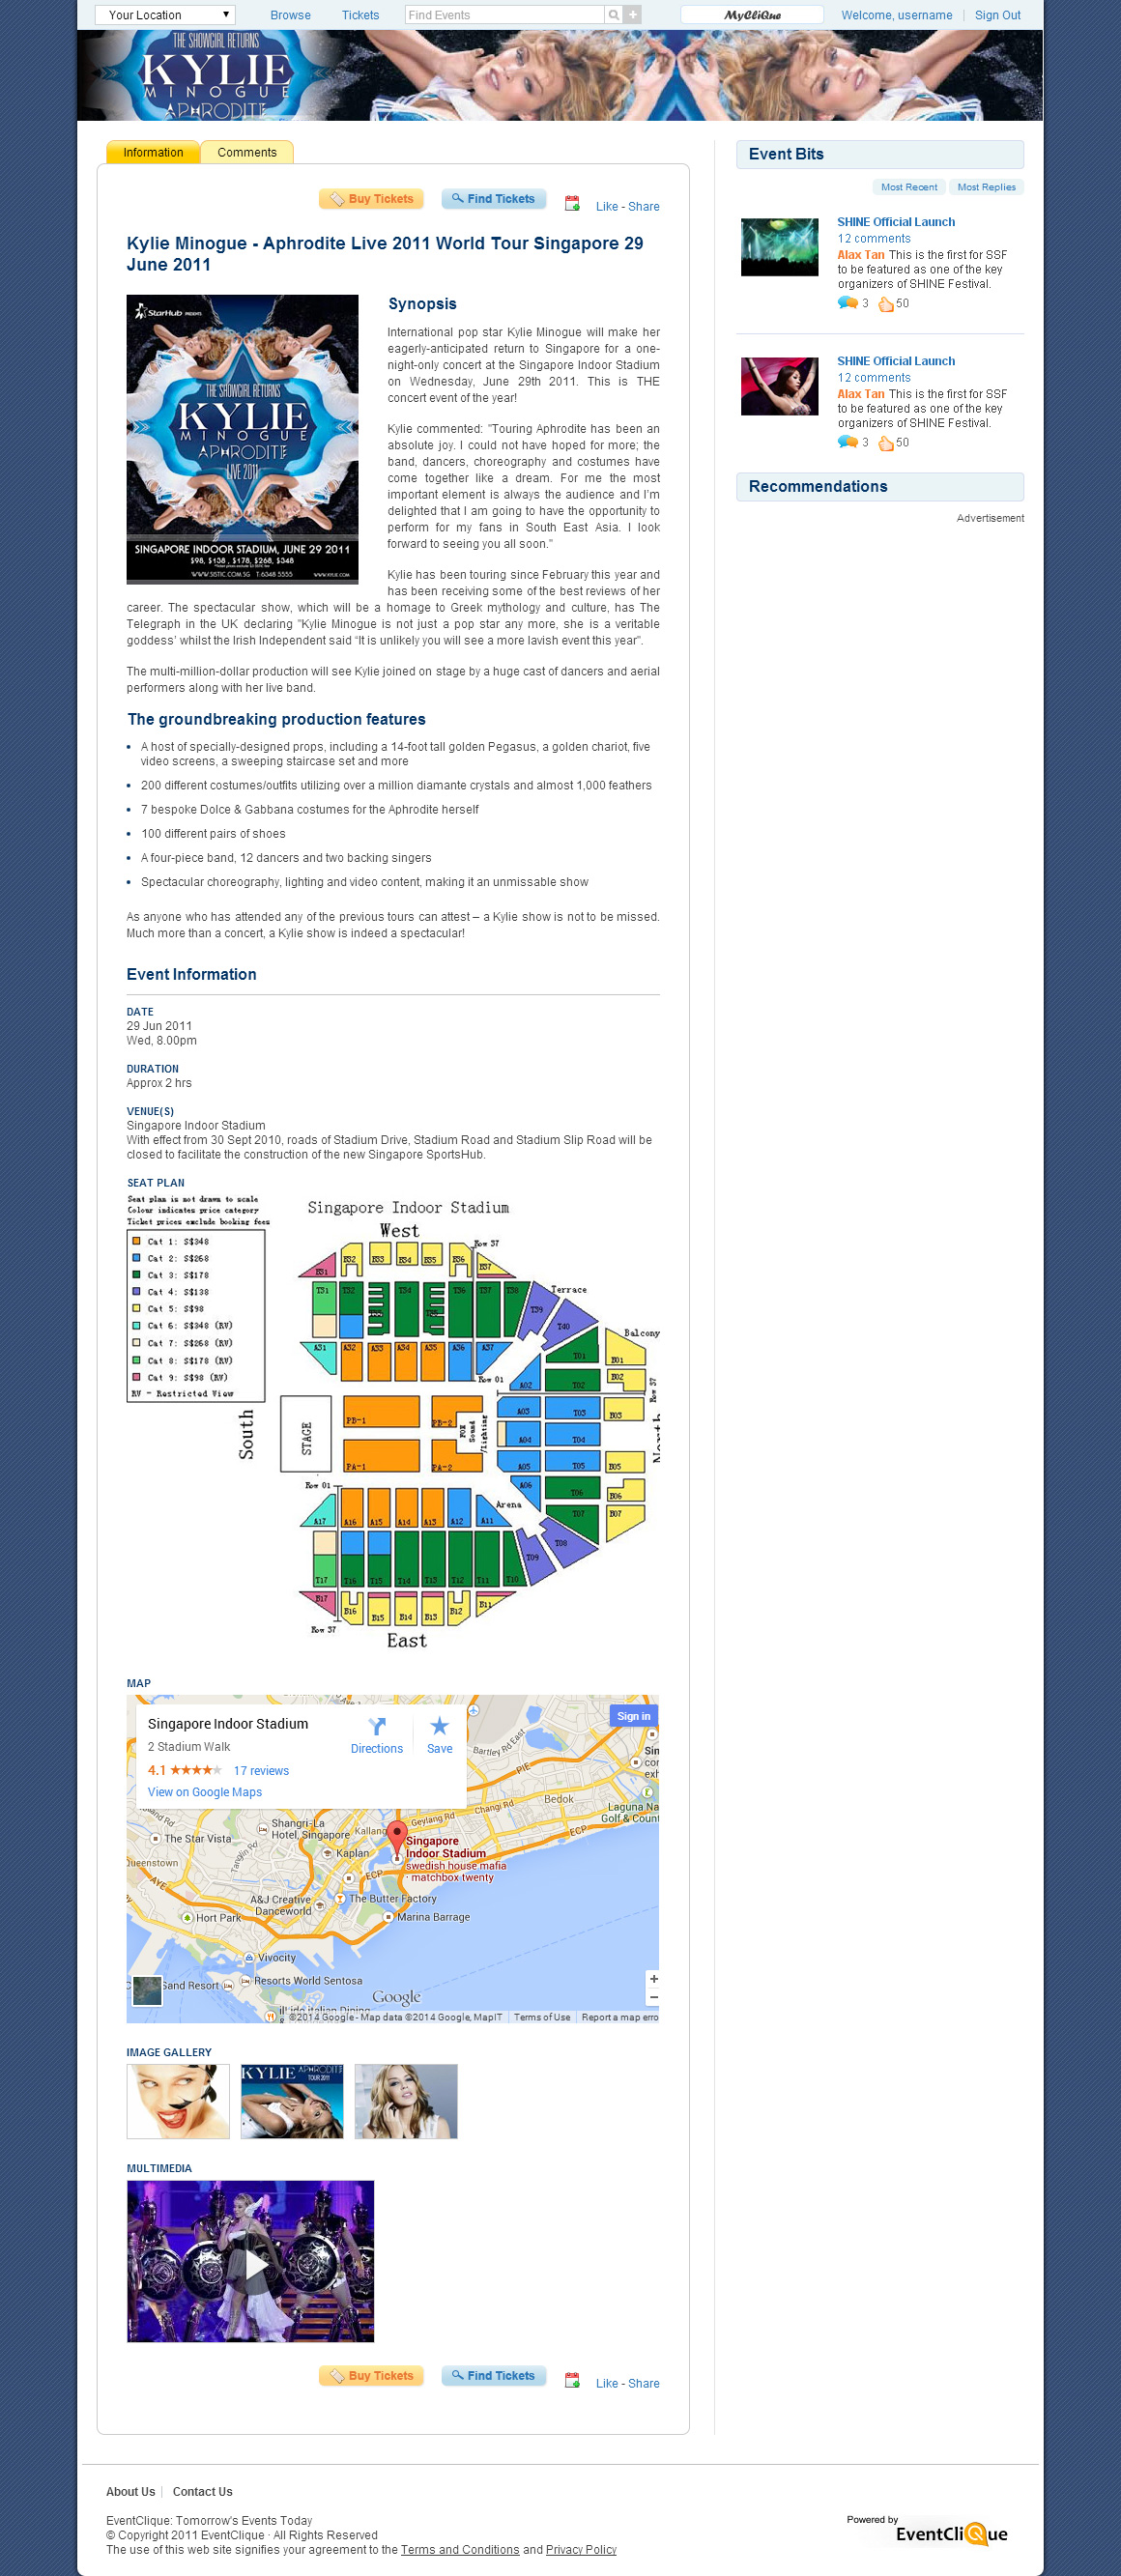 Your Location
Browse
Tickets
Find Events
MyCliQue
Welcome, username
Sign Out
THE SHOWGIRL RETURNS
KYLIE
MINOGUE
APHRODITE
Information
Comments
Buy Tickets
Find Tickets
Like - Share
Kylie Minogue - Aphrodite Live 2011 World Tour Singapore 29
June 2011
StarHub PRESENTS
THE SHOWGIRL RETURNS
KYLIE
MINOGUE
APHRODITE
LIVE 2011
SINGAPORE INDOOR STADIUM, JUNE 29 2011
$98, $138, $178, $268, $348
WWW.SISTIC.COM.SG T.6348 5555 WWW.KYLIE.COM
Synopsis
International pop star Kylie Minogue will make her
eagerly-anticipated return to Singapore for a one-
night-only concert at the Singapore Indoor Stadium
on Wednesday, June 29th 2011. This is THE
concert event of the year!
Kylie commented: "Touring Aphrodite has been an
absolute joy. I could not have hoped for more; the
band, dancers, choreography and costumes have
come together like a dream. For me the most
important element is always the audience and I'm
delighted that I am going to have the opportunity to
perform for my fans in South East Asia. I look
forward to seeing you all soon."
Kylie has been touring since February this year and
has been receiving some of the best reviews of her
career. The spectacular show, which will be a homage to Greek mythology and culture, has The
Telegraph in the UK declaring "Kylie Minogue is not just a pop star any more, she is a veritable
goddess' whilst the Irish Independent said "It is unlikely you will see a more lavish event this year".
The multi-million-dollar production will see Kylie joined on stage by a huge cast of dancers and aerial
performers along with her live band.
The groundbreaking production features
• A host of specially-designed props, including a 14-foot tall golden Pegasus, a golden chariot, five
video screens, a sweeping staircase set and more
• 200 different costumes/outfits utilizing over a million diamante crystals and almost 1,000 feathers
• 7 bespoke Dolce & Gabbana costumes for the Aphrodite herself
• 100 different pairs of shoes
• A four-piece band, 12 dancers and two backing singers
• Spectacular choreography, lighting and video content, making it an unmissable show
As anyone who has attended any of the previous tours can attest – a Kylie show is not to be missed.
Much more than a concert, a Kylie show is indeed a spectacular!
Event Information
DATE
29 Jun 2011
Wed, 8.00pm
DURATION
Approx 2 hrs
VENUE(S)
Singapore Indoor Stadium
With effect from 30 Sept 2010, roads of Stadium Drive, Stadium Road and Stadium Slip Road will be
closed to facilitate the construction of the new Singapore SportsHub.
SEAT PLAN
Seat plan is not drawn to scale
Colour indicates price category
Ticket prices exclude booking fees
Cat 1: S$348
Cat 2: S$268
Cat 3: S$178
Cat 4: S$138
Cat 5: S$98
Cat 6: S$348 (RV)
Cat 7: S$268 (RV)
Cat 8: S$178 (RV)
Cat 9: S$98 (RV)
RV - Restricted View
Singapore Indoor Stadium
West
Row 37
B31 B32 B33 B34 B35 B36 B37
T31 T32 T34 T36 T37 T38
T39
T40
Terrace
Balcony
A31 A32 A33 A34 A35 A36 A37
Row 01
T01 B01
A02 T02 B02
Row 37
A03 T03 B03
A04 T04
A05 T05
A06 T06 B06
T07 B07
T08
T09
South
North
STAGE
PB-1 PB-2
PA-1 PA-2
FOH Sound /lighting
Row 01
Arena
A17 A16 A15 A14 A13 A12 A11
T17 T16 T15 T14 T13 T12 T11 T10
B17 B16 B15 B14 B13 B12 B11
Row 37
East
MAP
Singapore Indoor Stadium
2 Stadium Walk
4.1
17 reviews
View on Google Maps
Directions
Save
Sign in
Bartley Rd East
PIE
Bedok
Changi Rd
Geylang Rd
ECP
Laguna Na
Golf & Count
Shangri-La
Hotel, Singapore
Kallang
The Star Vista
Kaplan
Tanglin Rd
Queenstown
AYE
Singapore
Indoor Stadium
swedish house mafia
· matchbox twenty
ECP
A&J Creative
Danceworld
The Butter Factory
Hort Park
Marina Barrage
Vivocity
Sand Resort
Resorts World Sentosa
Google
©2014 Google - Map data ©2014 Google, MapIT
Terms of Use
Report a map erro
IMAGE GALLERY
KYLIE APHRODITE
TOUR 2011
MULTIMEDIA
Buy Tickets
Find Tickets
Like - Share
Event Bits
Most Recent
Most Replies
SHINE Official Launch
12 comments
Alax Tan This is the first for SSF
to be featured as one of the key
organizers of SHINE Festival.
3 50
SHINE Official Launch
12 comments
Alax Tan This is the first for SSF
to be featured as one of the key
organizers of SHINE Festival.
3 50
Recommendations
Advertisement
About Us
Contact Us
EventClique: Tomorrow's Events Today
© Copyright 2011 EventClique · All Rights Reserved
The use of this web site signifies your agreement to the Terms and Conditions and Privacy Policy
Powered by
EventCliQue